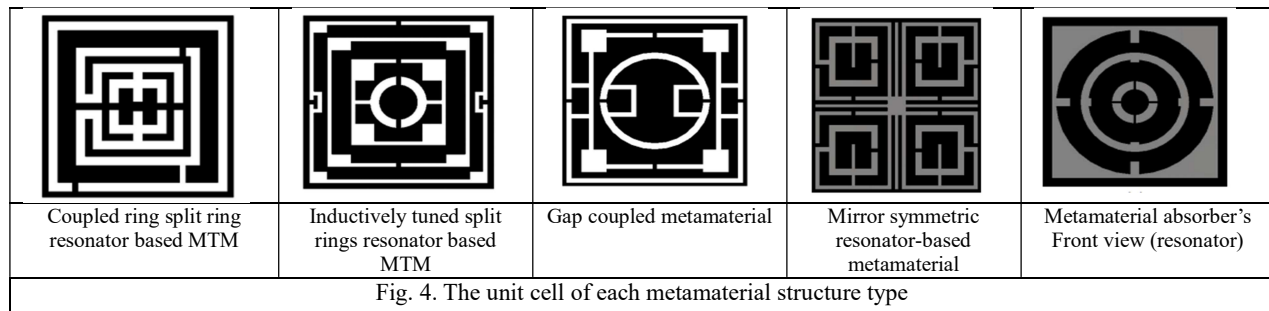 Coupled ring split ring
resonator based MTM
Inductively tuned split
rings resonator based
MTM
Gap coupled metamaterial
Mirror symmetric
resonator-based
metamaterial
Metamaterial absorber's
Front view (resonator)
Fig. 4. The unit cell of each metamaterial structure type